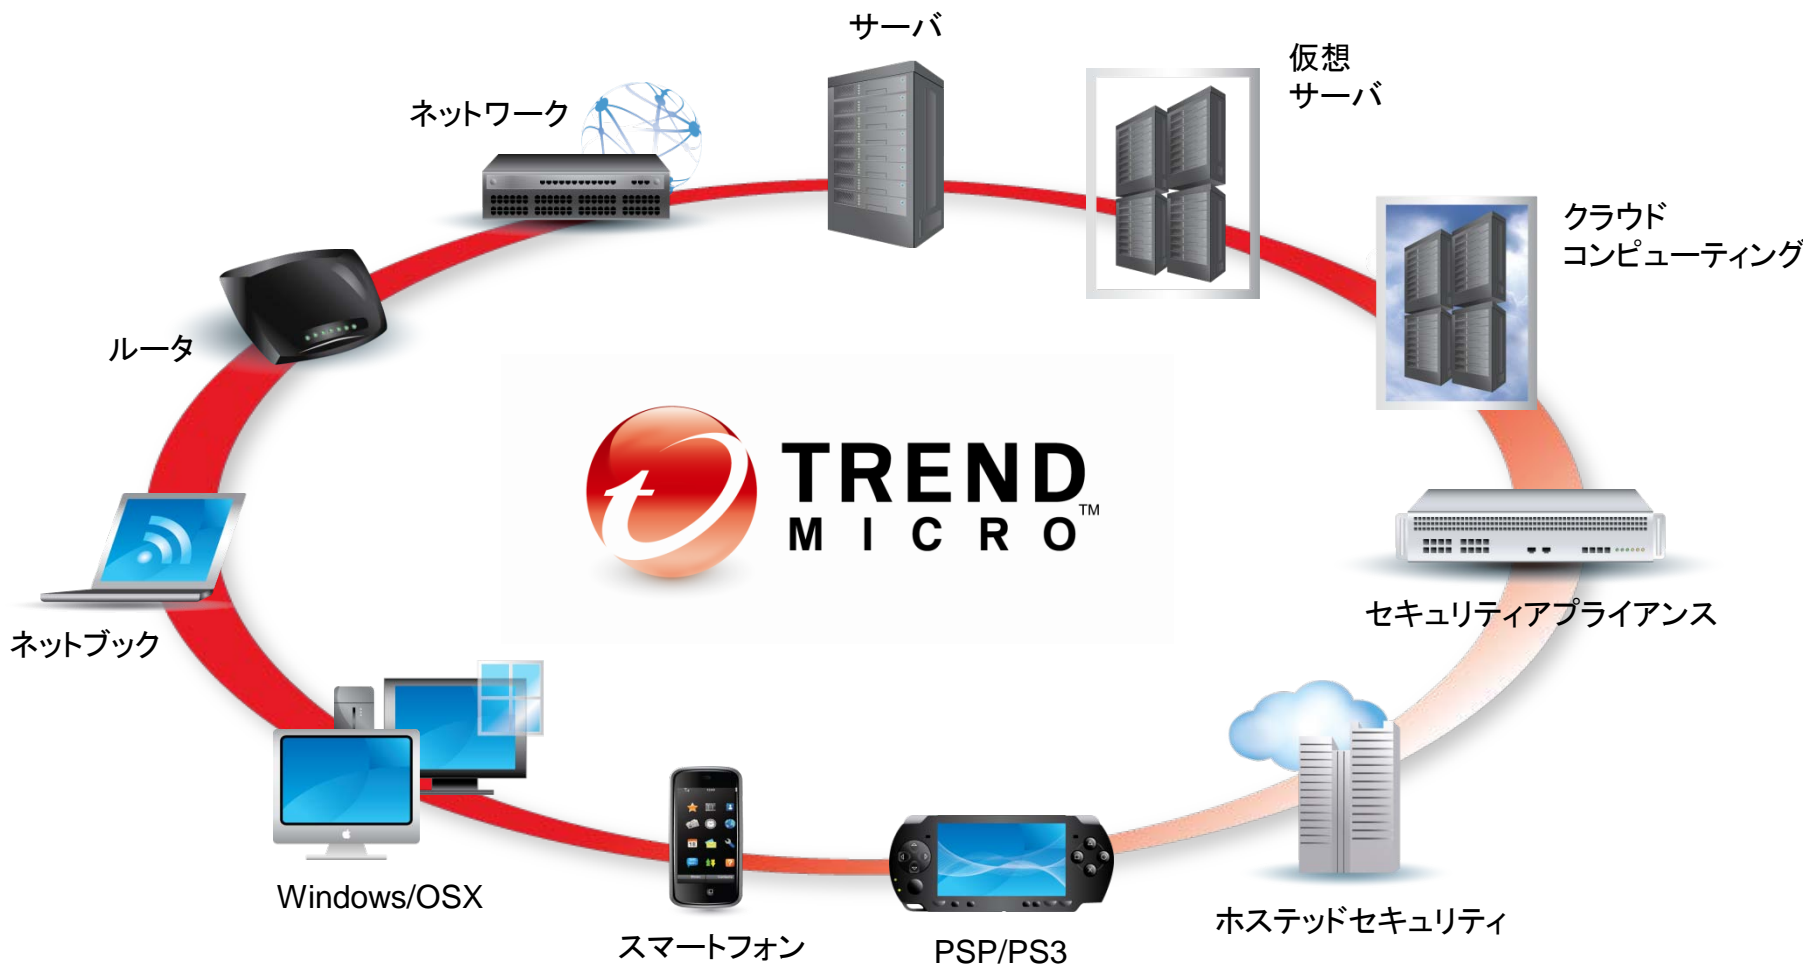 サーバ
仮想
サーバ
ネットワーク
クラウド
コンピューティング
ルータ
TREND
MICRO™
セキュリティアプライアンス
ネットブック
Windows/OSX
ホステッドセキュリティ
スマートフォン
PSP/PS3